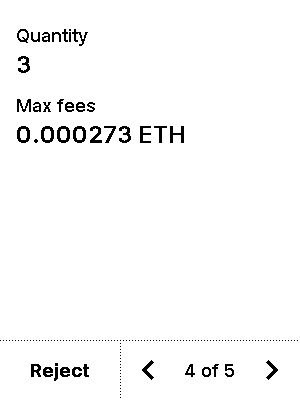 Quantity
3
Max fees
0.000273 ETH
Reject
4 of 5